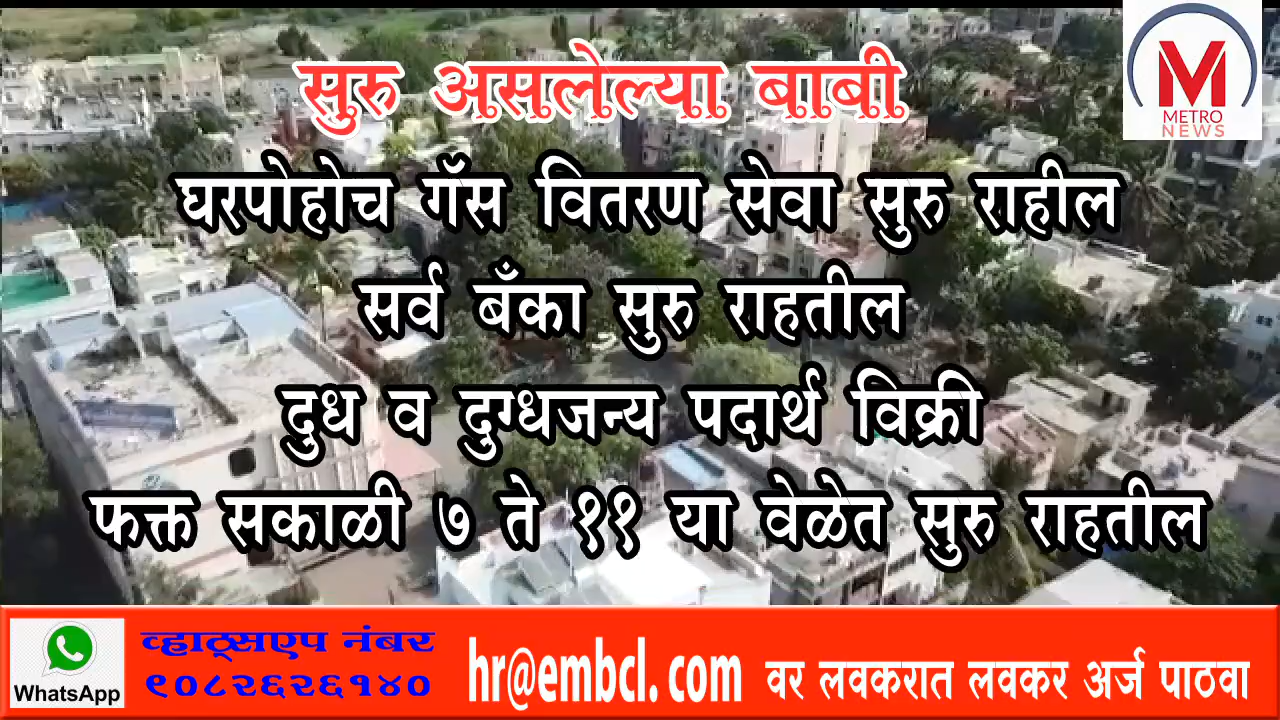 सुरु असलेल्या बाबी
METRO
NEWS
घरपोहोच गॅस वितरण सेवा सुरु राहील
सर्व बँका सुरु राहतील
दुध व दुग्धजन्य पदार्थ विक्री
फक्त सकाळी ७ ते ११ या वेळेत सुरु राहतील
WhatsApp
व्हाट्सएप नंबर
९०८२६२६१४०
hr@embcl.com वर लवकरात लवकर अर्ज पाठवा